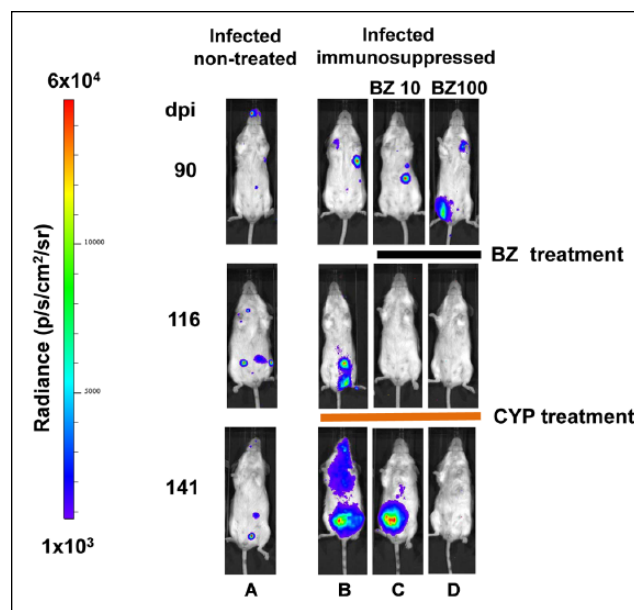 Infected
non-treated
Infected
immunosuppressed
BZ 10
BZ100
6x10⁴
dpi
90
10000
BZ treatment
116
Radiance (p/s/cm²/sr)
3000
CYP treatment
141
1x10³
A
B
C
D